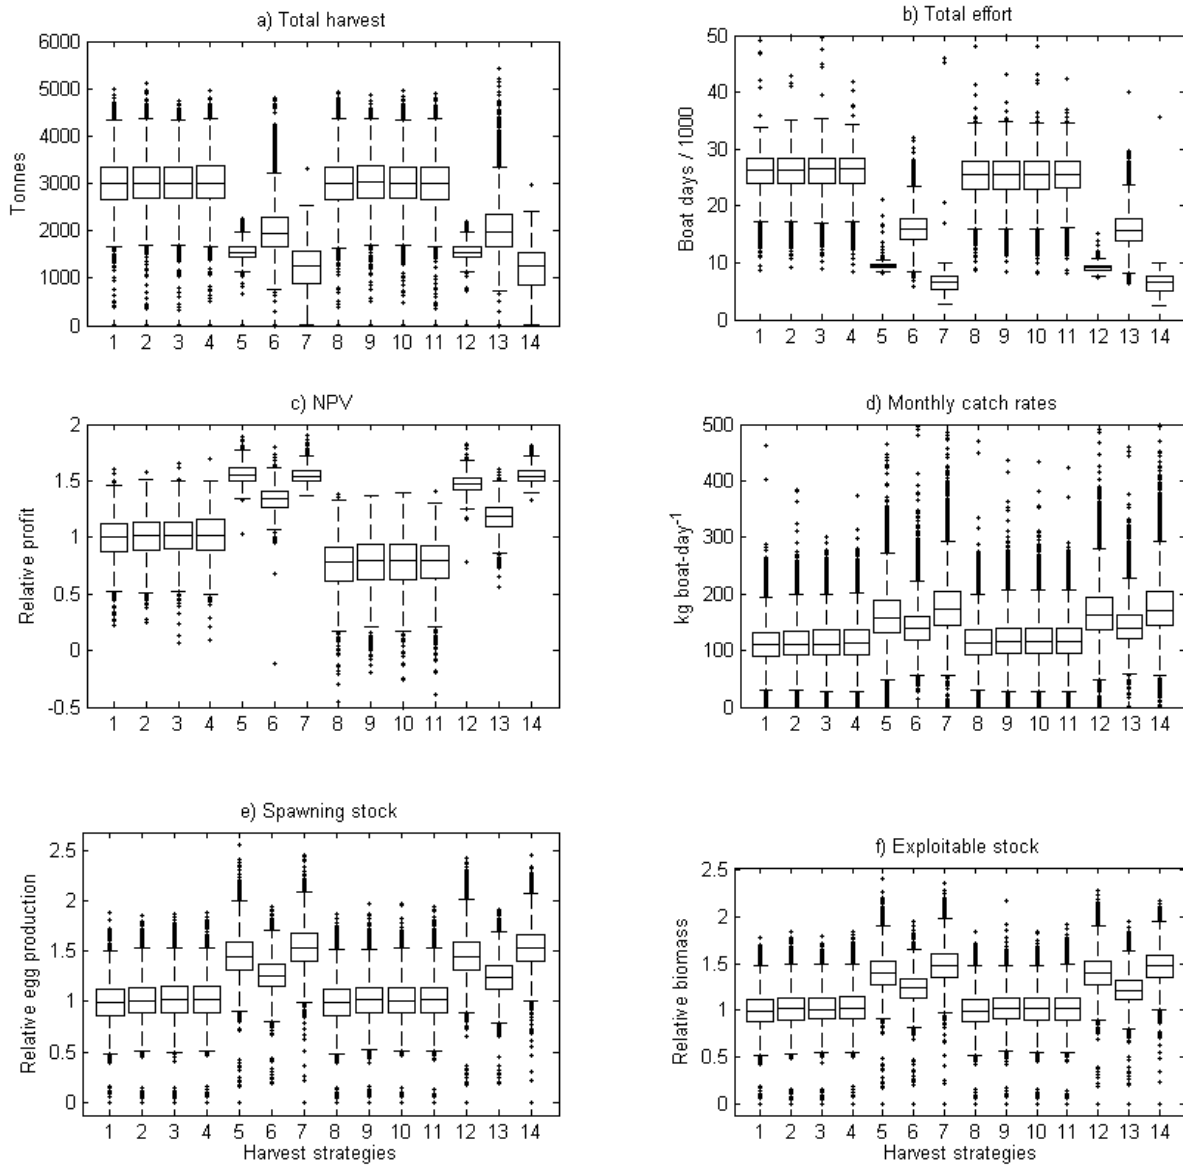 a) Total harvest
Tonnes
6000
5000
4000
3000
2000
1000
0
1 2 3 4 5 6 7 8 9 10 11 12 13 14
b) Total effort
Boat days / 1000
50
40
30
20
10
0
1 2 3 4 5 6 7 8 9 10 11 12 13 14
c) NPV
Relative profit
2
1.5
1
0.5
0
-0.5
1 2 3 4 5 6 7 8 9 10 11 12 13 14
d) Monthly catch rates
kg boat-day⁻¹
500
400
300
200
100
0
1 2 3 4 5 6 7 8 9 10 11 12 13 14
e) Spawning stock
Relative egg production
2.5
2
1.5
1
0.5
0
1 2 3 4 5 6 7 8 9 10 11 12 13 14
Harvest strategies
f) Exploitable stock
Relative biomass
2.5
2
1.5
1
0.5
0
1 2 3 4 5 6 7 8 9 10 11 12 13 14
Harvest strategies